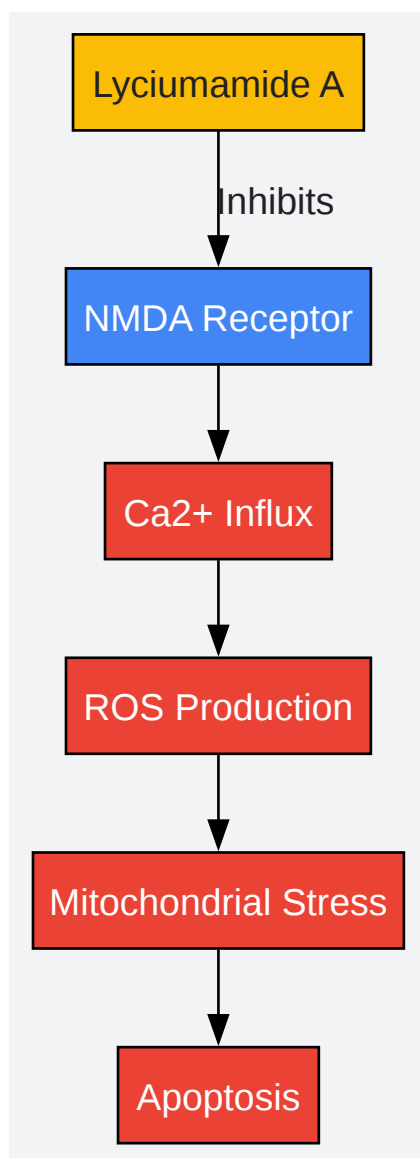 Lyciumamide A
Inhibits
NMDA Receptor
Ca2+ Influx
ROS Production
Mitochondrial Stress
Apoptosis